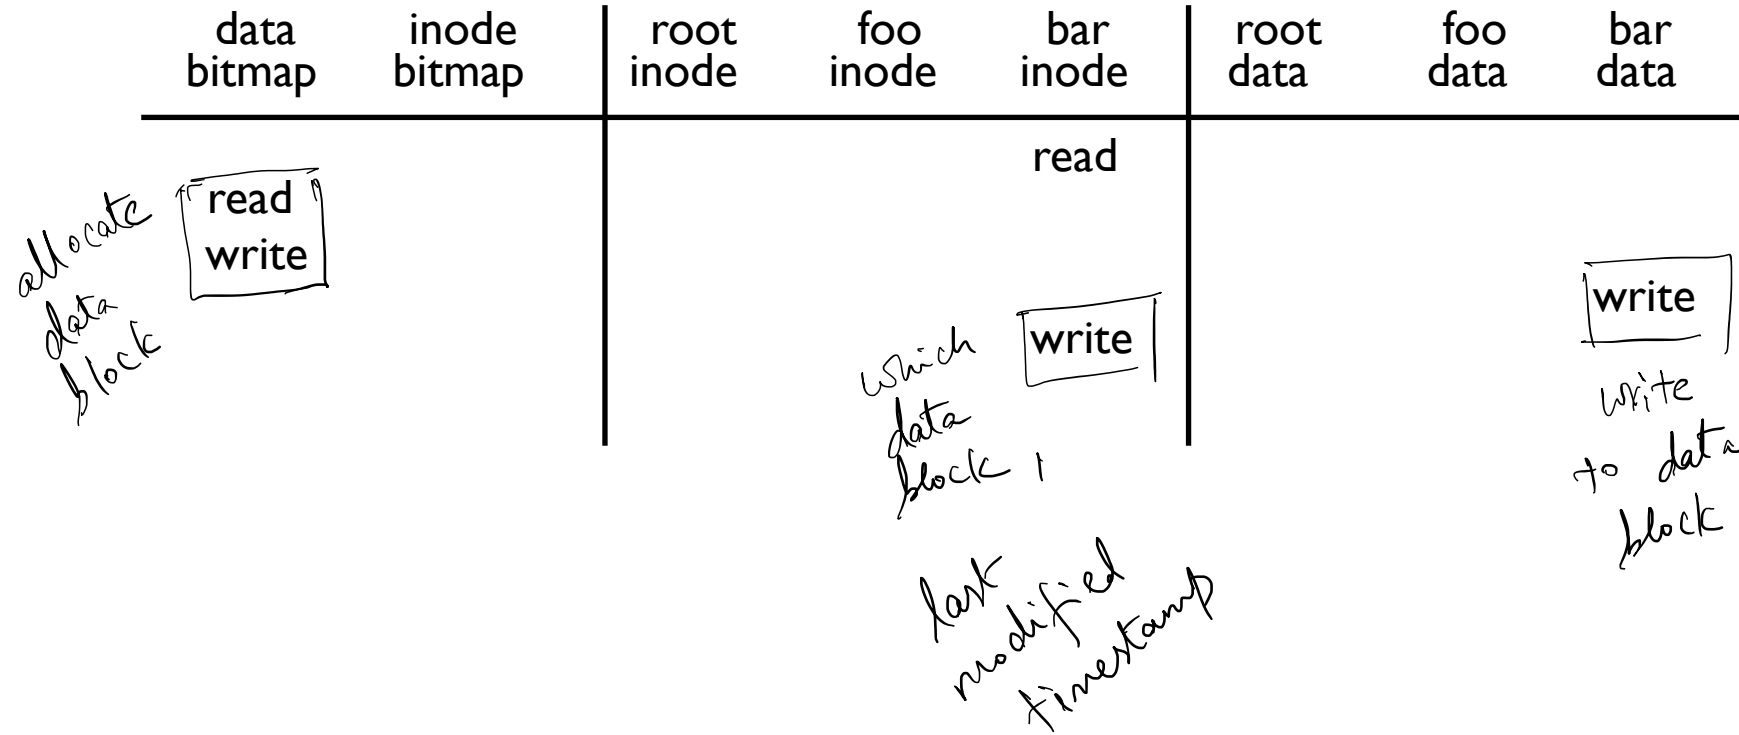 data inode root foo bar root foo bar
bitmap bitmap inode inode inode data data data
read
read
write
write
write
allocate
data
block
which
data
block
last
modified
timestamp
write
to data
block